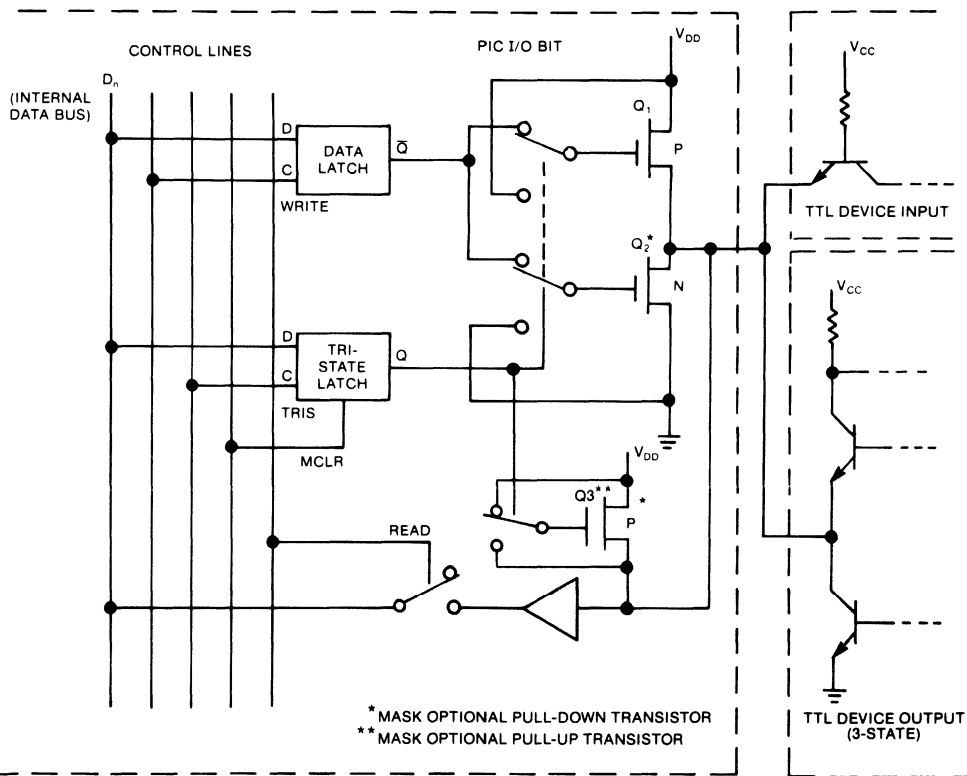 CONTROL LINES
PIC I/O BIT
V_DD
V_CC
D_n
(INTERNAL
DATA BUS)
Q_1
D
DATA
LATCH
Q̅
P
C
WRITE
TTL DEVICE INPUT
Q_2*
N
V_CC
D
TRI-
STATE
LATCH
Q
C
TRIS
MCLR
V_DD
Q3**
*
P
READ
*MASK OPTIONAL PULL-DOWN TRANSISTOR
**MASK OPTIONAL PULL-UP TRANSISTOR
TTL DEVICE OUTPUT
(3-STATE)